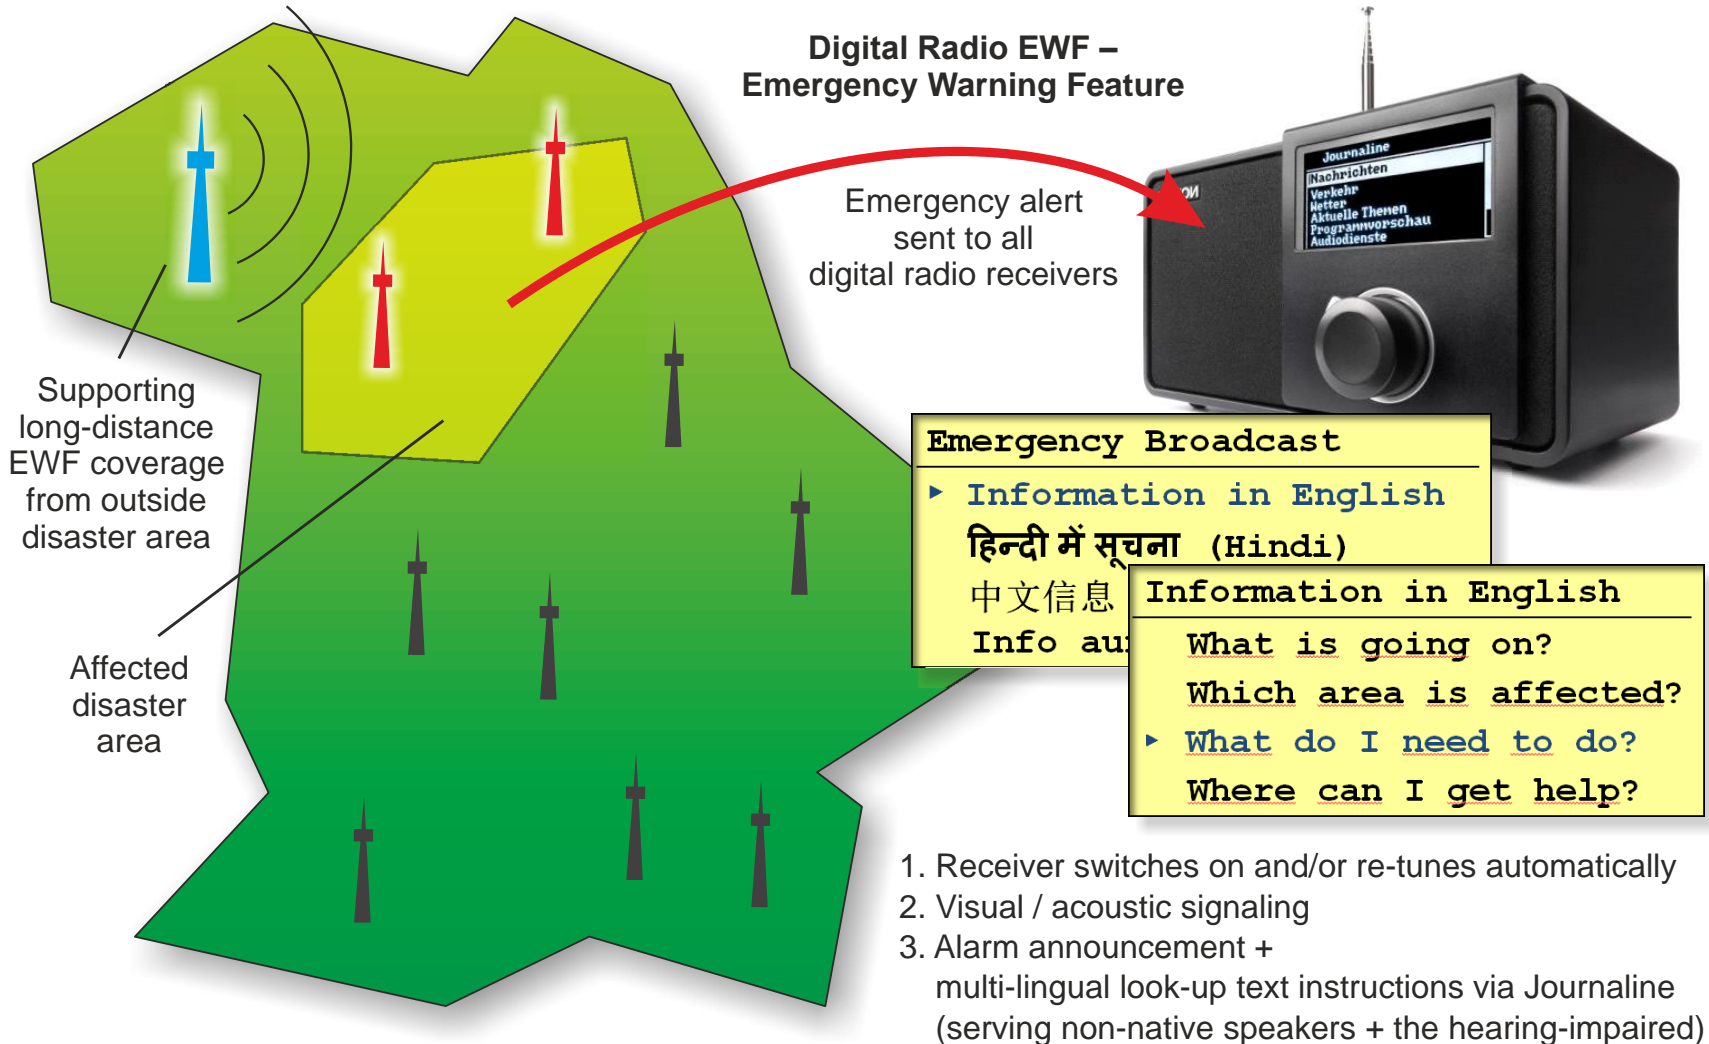 Digital Radio EWF –
Emergency Warning Feature
Emergency alert
sent to all
digital radio receivers
Journaline
Nachrichten
Verkehr
Wetter
Aktuelle Themen
Programmvorschau
Audiodienste
Supporting
long-distance
EWF coverage
from outside
disaster area
Affected
disaster
area
Emergency Broadcast
▸ Information in English
हिन्दी में सूचना (Hindi)
中文信息
Info
Information in English
What is going on?
Which area is affected?
▸ What do I need to do?
Where can I get help?
1. Receiver switches on and/or re-tunes automatically
2. Visual / acoustic signaling
3. Alarm announcement +
multi-lingual look-up text instructions via Journaline
(serving non-native speakers + the hearing-impaired)